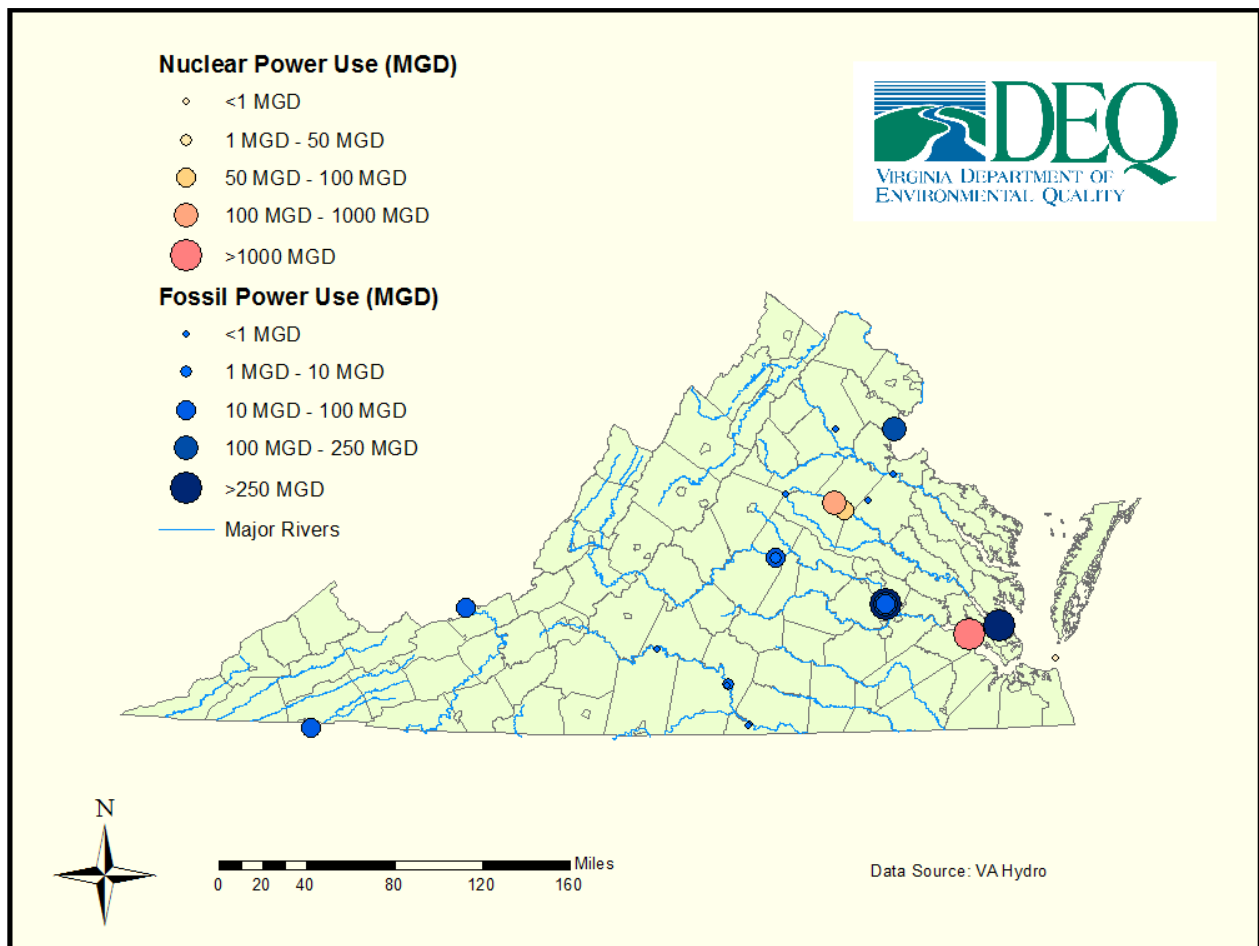 Nuclear Power Use (MGD)
<1 MGD
1 MGD - 50 MGD
50 MGD - 100 MGD
100 MGD - 1000 MGD
>1000 MGD
Fossil Power Use (MGD)
<1 MGD
1 MGD - 10 MGD
10 MGD - 100 MGD
100 MGD - 250 MGD
>250 MGD
Major Rivers
DEQ
VIRGINIA DEPARTMENT OF
ENVIRONMENTAL QUALITY
N
Miles
0 20 40 80 120 160
Data Source: VA Hydro